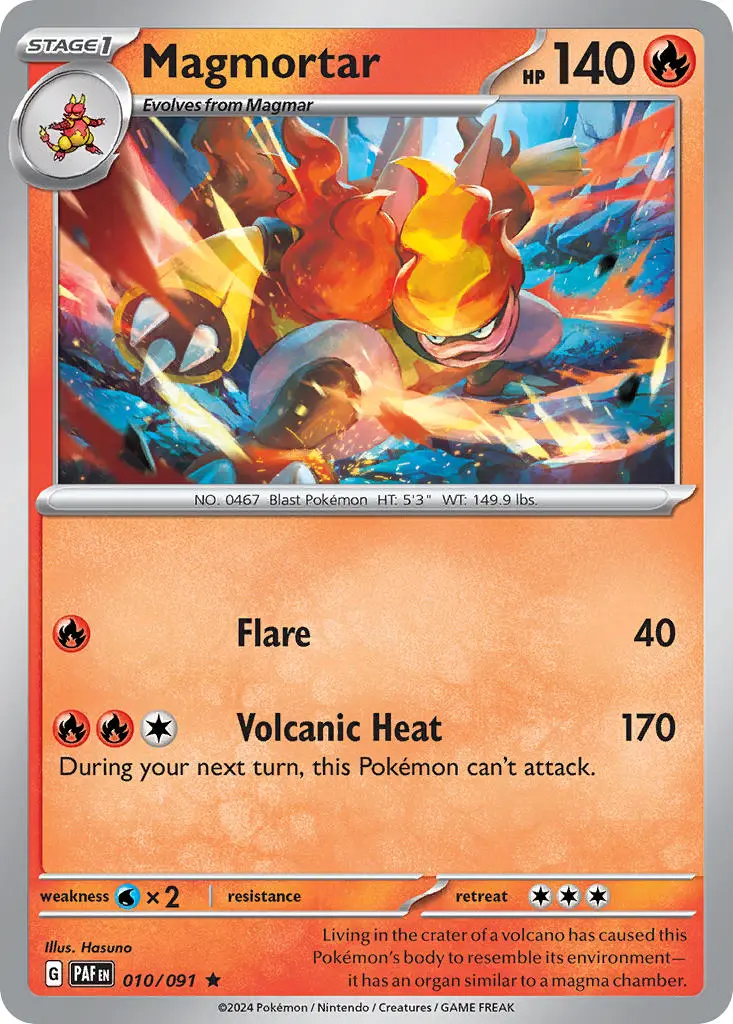 STAGE1
Magmortar
HP 140
Evolves from Magmar
NO. 0467 Blast Pokémon HT: 5'3" WT: 149.9 lbs.
Flare 40
Volcanic Heat 170
During your next turn, this Pokémon can't attack.
weakness ×2 resistance retreat
Illus. Hasuno
Living in the crater of a volcano has caused this
Pokémon's body to resemble its environment—
it has an organ similar to a magma chamber.
G PAF EN 010/091
©2024 Pokémon / Nintendo / Creatures / GAME FREAK